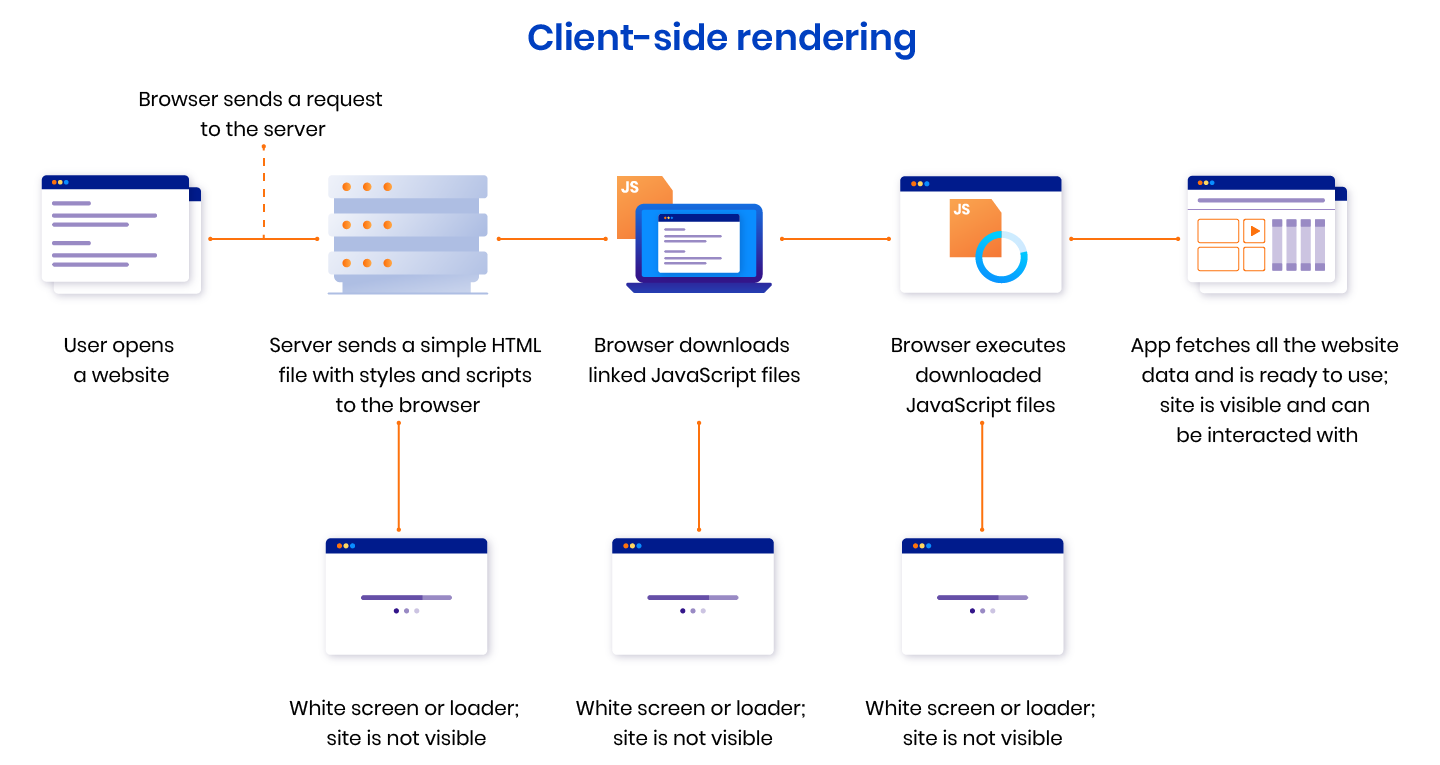 Client-side rendering
Browser sends a request
to the server
JS
JS
User opens
a website
Server sends a simple HTML
file with styles and scripts
to the browser
Browser downloads
linked JavaScript files
Browser executes
downloaded
JavaScript files
App fetches all the website
data and is ready to use;
site is visible and can
be interacted with
White screen or loader;
site is not visible
White screen or loader;
site is not visible
White screen or loader;
site is not visible